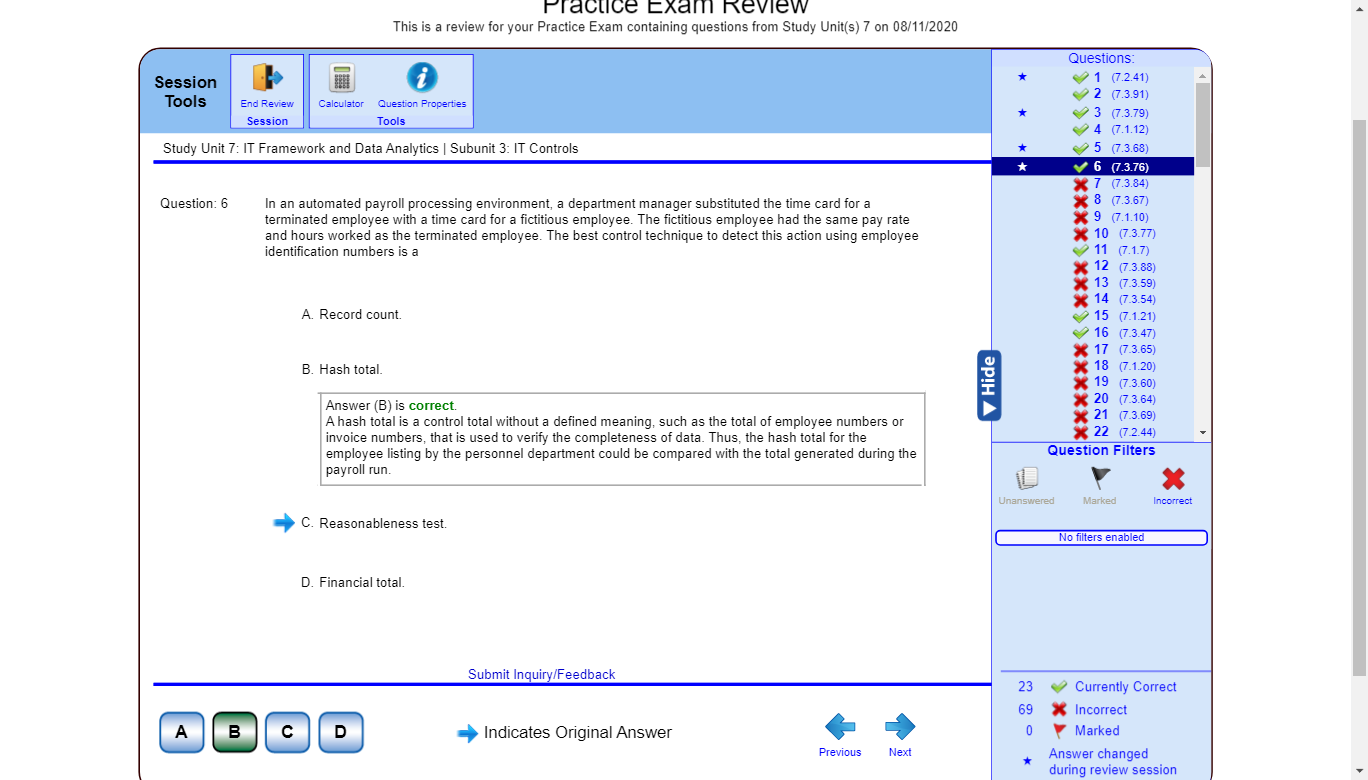 Practice Exam Review
This is a review for your Practice Exam containing questions from Study Unit(s) 7 on 08/11/2020
Session
Tools
End Review
Session
Calculator
Question Properties
Tools
Study Unit 7: IT Framework and Data Analytics | Subunit 3: IT Controls
Question: 6
In an automated payroll processing environment, a department manager substituted the time card for a
terminated employee with a time card for a fictitious employee. The fictitious employee had the same pay rate
and hours worked as the terminated employee. The best control technique to detect this action using employee
identification numbers is a
A. Record count.
B. Hash total.
Answer (B) is correct.
A hash total is a control total without a defined meaning, such as the total of employee numbers or
invoice numbers, that is used to verify the completeness of data. Thus, the hash total for the
employee listing by the personnel department could be compared with the total generated during the
payroll run.
C. Reasonableness test.
D. Financial total.
Submit Inquiry/Feedback
A B C D
Indicates Original Answer
Previous
Next
Hide
Questions:
1 (7.2.41)
2 (7.3.91)
3 (7.3.79)
4 (7.1.12)
5 (7.3.68)
6 (7.3.76)
7 (7.3.84)
8 (7.3.67)
9 (7.1.10)
10 (7.3.77)
11 (7.1.7)
12 (7.3.88)
13 (7.3.59)
14 (7.3.54)
15 (7.1.21)
16 (7.3.47)
17 (7.3.65)
18 (7.1.20)
19 (7.3.60)
20 (7.3.64)
21 (7.3.69)
22 (7.2.44)
Question Filters
Unanswered
Marked
Incorrect
No filters enabled
23 Currently Correct
69 Incorrect
0 Marked
Answer changed
during review session